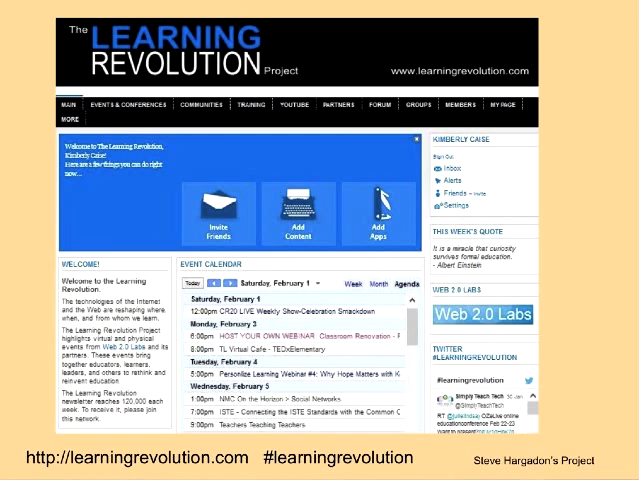 The
LEARNING
REVOLUTION Project
www.learningrevolution.com
MAIN EVENTS & CONFERENCES COMMUNITIES TRAINING YOUTUBE PARTNERS FORUM GROUPS MEMBERS MY PAGE
MORE
Welcome to The Learning Revolution,
Kimberly Caise!
Here are a few things you can do right
now...
Invite
Friends
Add
Content
Add
Apps
KIMBERLY CAISE
Sign Out
Inbox
Alerts
Friends – Invite
Settings
THIS WEEK'S QUOTE
It is a miracle that curiosity
survives formal education.
- Albert Einstein
WEB 2.0 LABS
Web 2.0 Labs
TWITTER
#LEARNINGREVOLUTION
#learningrevolution
Simply Teach Tech 30 Jan
@SimplyTeachTech
RT @julielindsay OZeLive online
educationconference Feb 22-23
WELCOME!
Welcome to the Learning
Revolution.
The technologies of the Internet
and the Web are reshaping where,
when, and from whom we learn.
The Learning Revolution Project
highlights virtual and physical
events from Web 2.0 Labs and its
partners. These events bring
together educators, learners,
leaders, and others to rethink and
reinvent education
The Learning Revolution
newsletter reaches 120,000 each
week. To receive it, please join
this network.
EVENT CALENDAR
Today Saturday, February 1 Week Month Agenda
Saturday, February 1
12:00pm CR20 LIVE Weekly Show-Celebration Smackdown
Monday, February 3
6:00pm HOST YOUR OWN WEBINAR: Classroom Renovation - F
8:00pm TL Virtual Cafe - TEDxElementary
Tuesday, February 4
5:00pm Personlize Learning Webinar #4: Why Hope Matters with K
Wednesday, February 5
1:00pm NMC On the Horizon > Social Networks
7:00pm ISTE - Connecting the ISTE Standards with the Common C
9:00pm Teachers Teaching Teachers
http://learningrevolution.com #learningrevolution
Steve Hargadon's Project